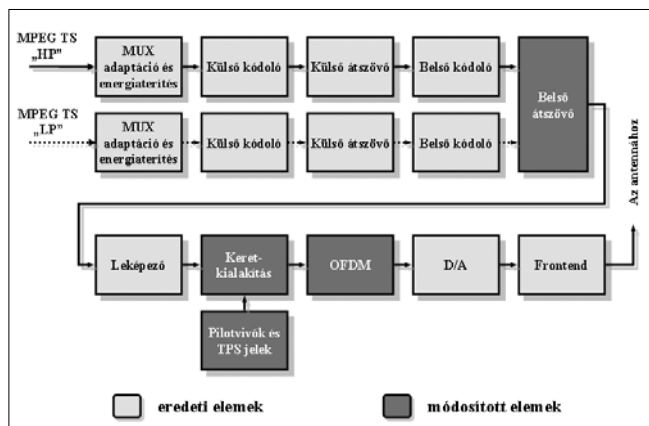 MPEG TS
„HP”
MUX
adaptáció és
energiaterítés
Külső kódoló
Külső átszövő
Belső kódoló
Belső
átszövő
MPEG TS
„LP”
MUX
adaptáció és
energiaterítés
Külső kódoló
Külső átszövő
Belső kódoló
Az antennához
Leképező
Keret-
kialakítás
OFDM
D/A
Frontend
Pilotvivők és
TPS jelek
eredeti elemek
módosított elemek